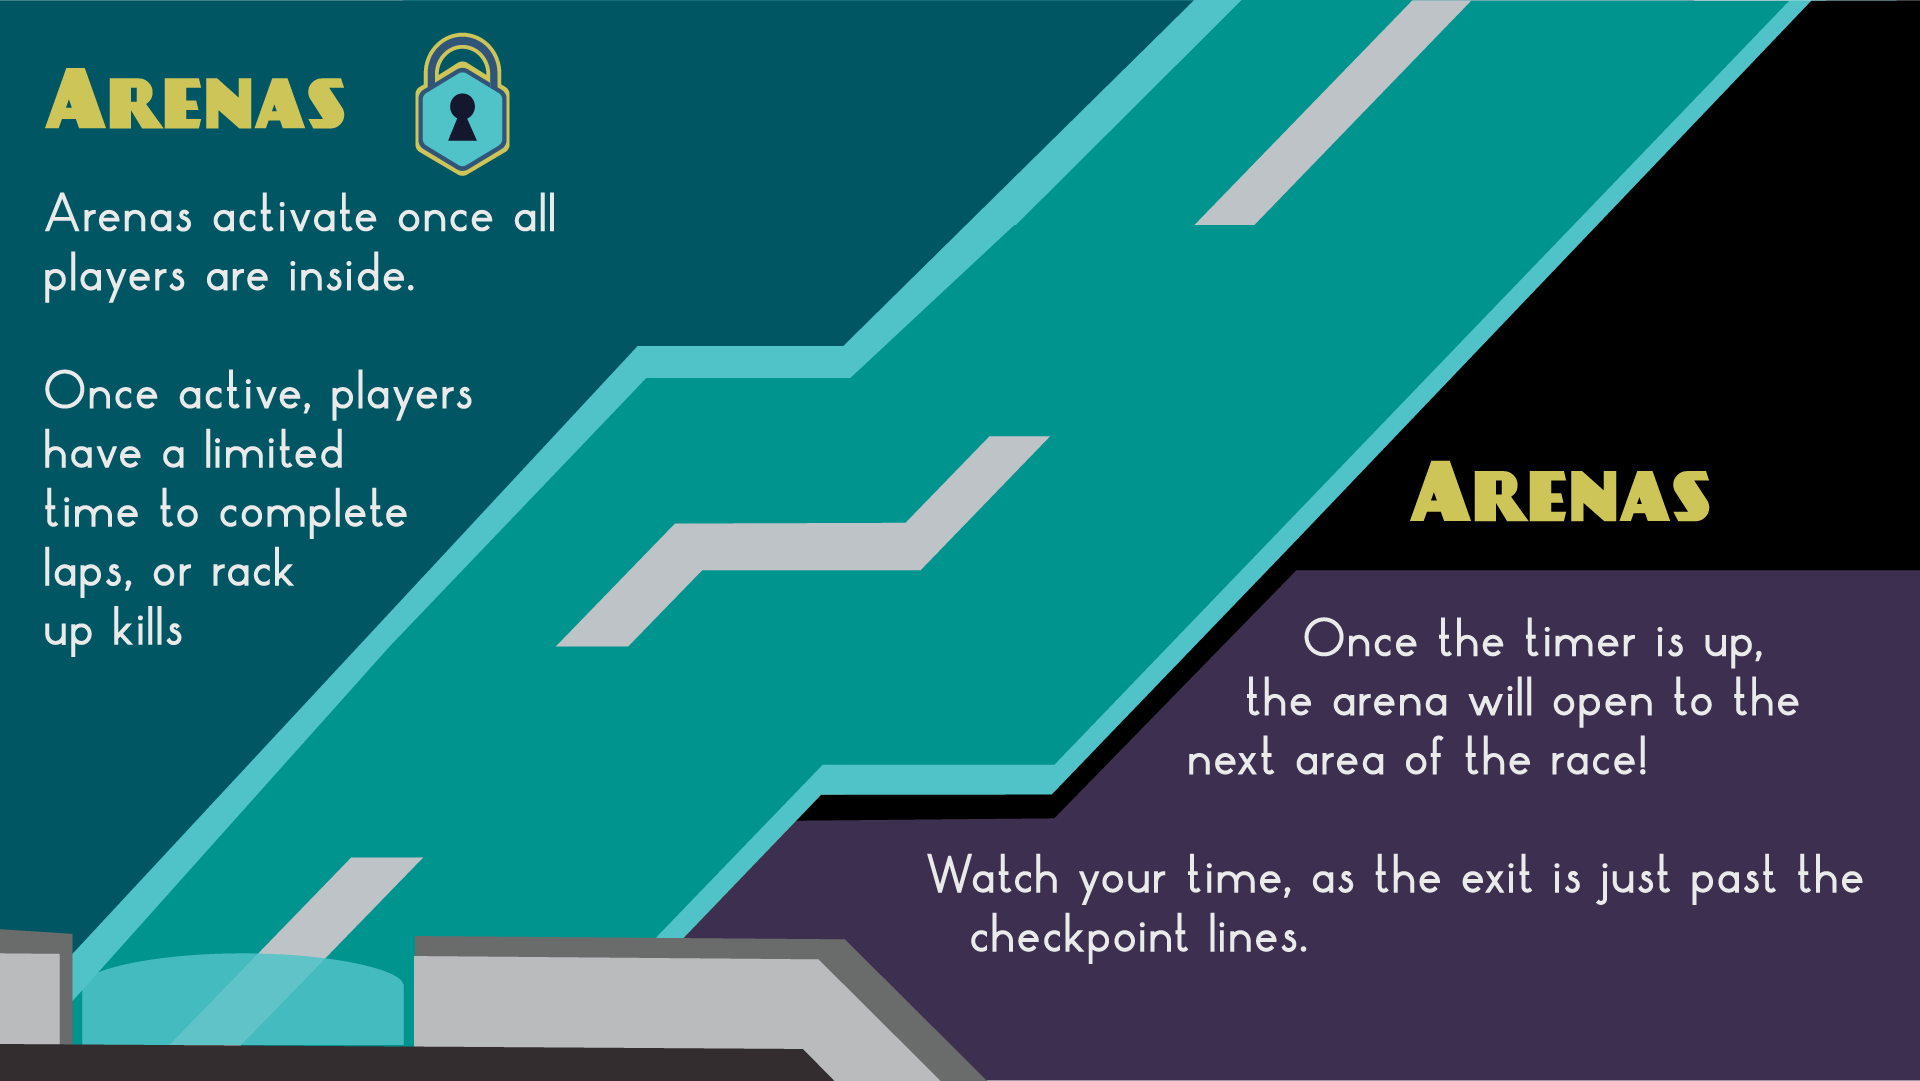 Arenas
Arenas activate once all
players are inside.
Once active, players
have a limited
time to complete
laps, or rack
up kills
Arenas
Once the timer is up,
the arena will open to the
next area of the race!
Watch your time, as the exit is just past the
checkpoint lines.